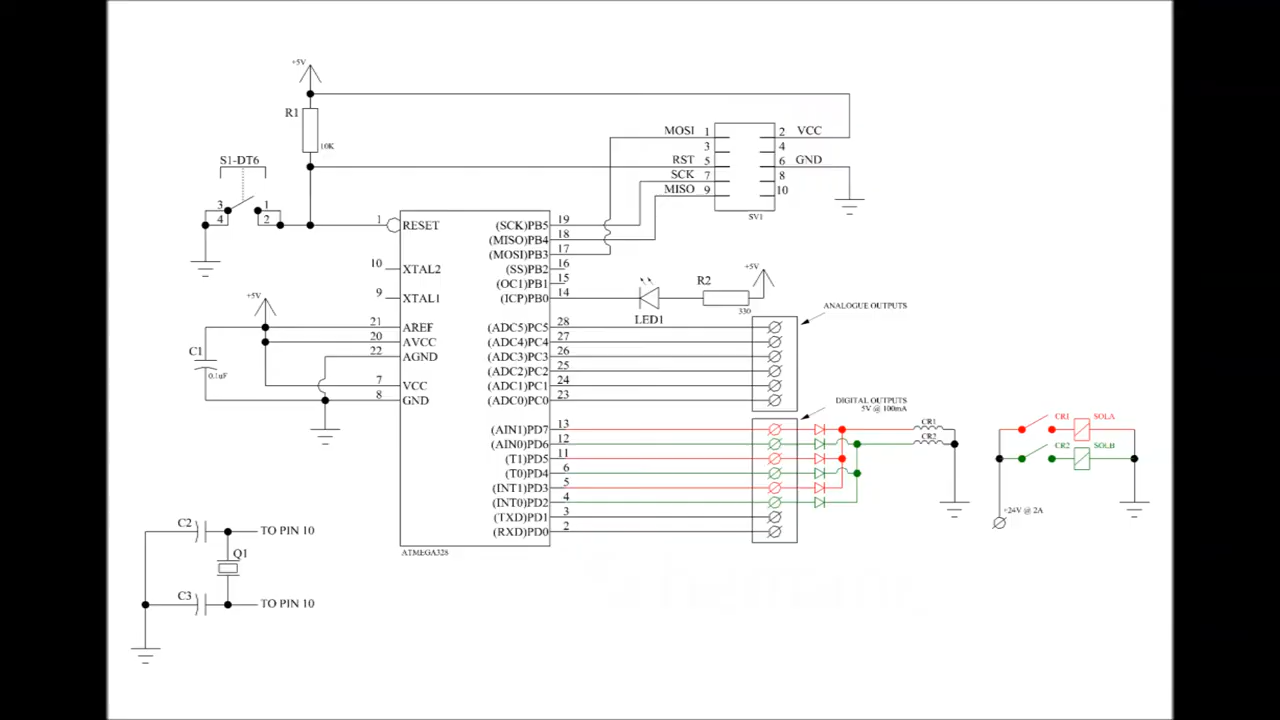 +5V
R1
10K
S1-DT6
3
1
4
2
MOSI 1 2 VCC
3 4
RST 5 6 GND
SCK 7 8
MISO 9 10
SV1
1 RESET
10 XTAL2
9 XTAL1
21 AREF
20 AVCC
22 AGND
7 VCC
8 GND
(SCK)PB5 19
(MISO)PB4 18
(MOSI)PB3 17
(SS)PB2 16
(OC1)PB1 15
(ICP)PB0 14
(ADC5)PC5 28
(ADC4)PC4 27
(ADC3)PC3 26
(ADC2)PC2 25
(ADC1)PC1 24
(ADC0)PC0 23
(AIN1)PD7 13
(AIN0)PD6 12
(T1)PD5 11
(T0)PD4 6
(INT1)PD3 5
(INT0)PD2 4
(TXD)PD1 3
(RXD)PD0 2
ATMEGA328
+5V
C1
0.1uF
LED1
R2
330
+5V
ANALOGUE OUTPUTS
DIGITAL OUTPUTS
5V @ 100mA
CR1
CR2
CR1 SOLA
CR2 SOLB
+24V @ 2A
C2
TO PIN 10
Q1
C3
TO PIN 10